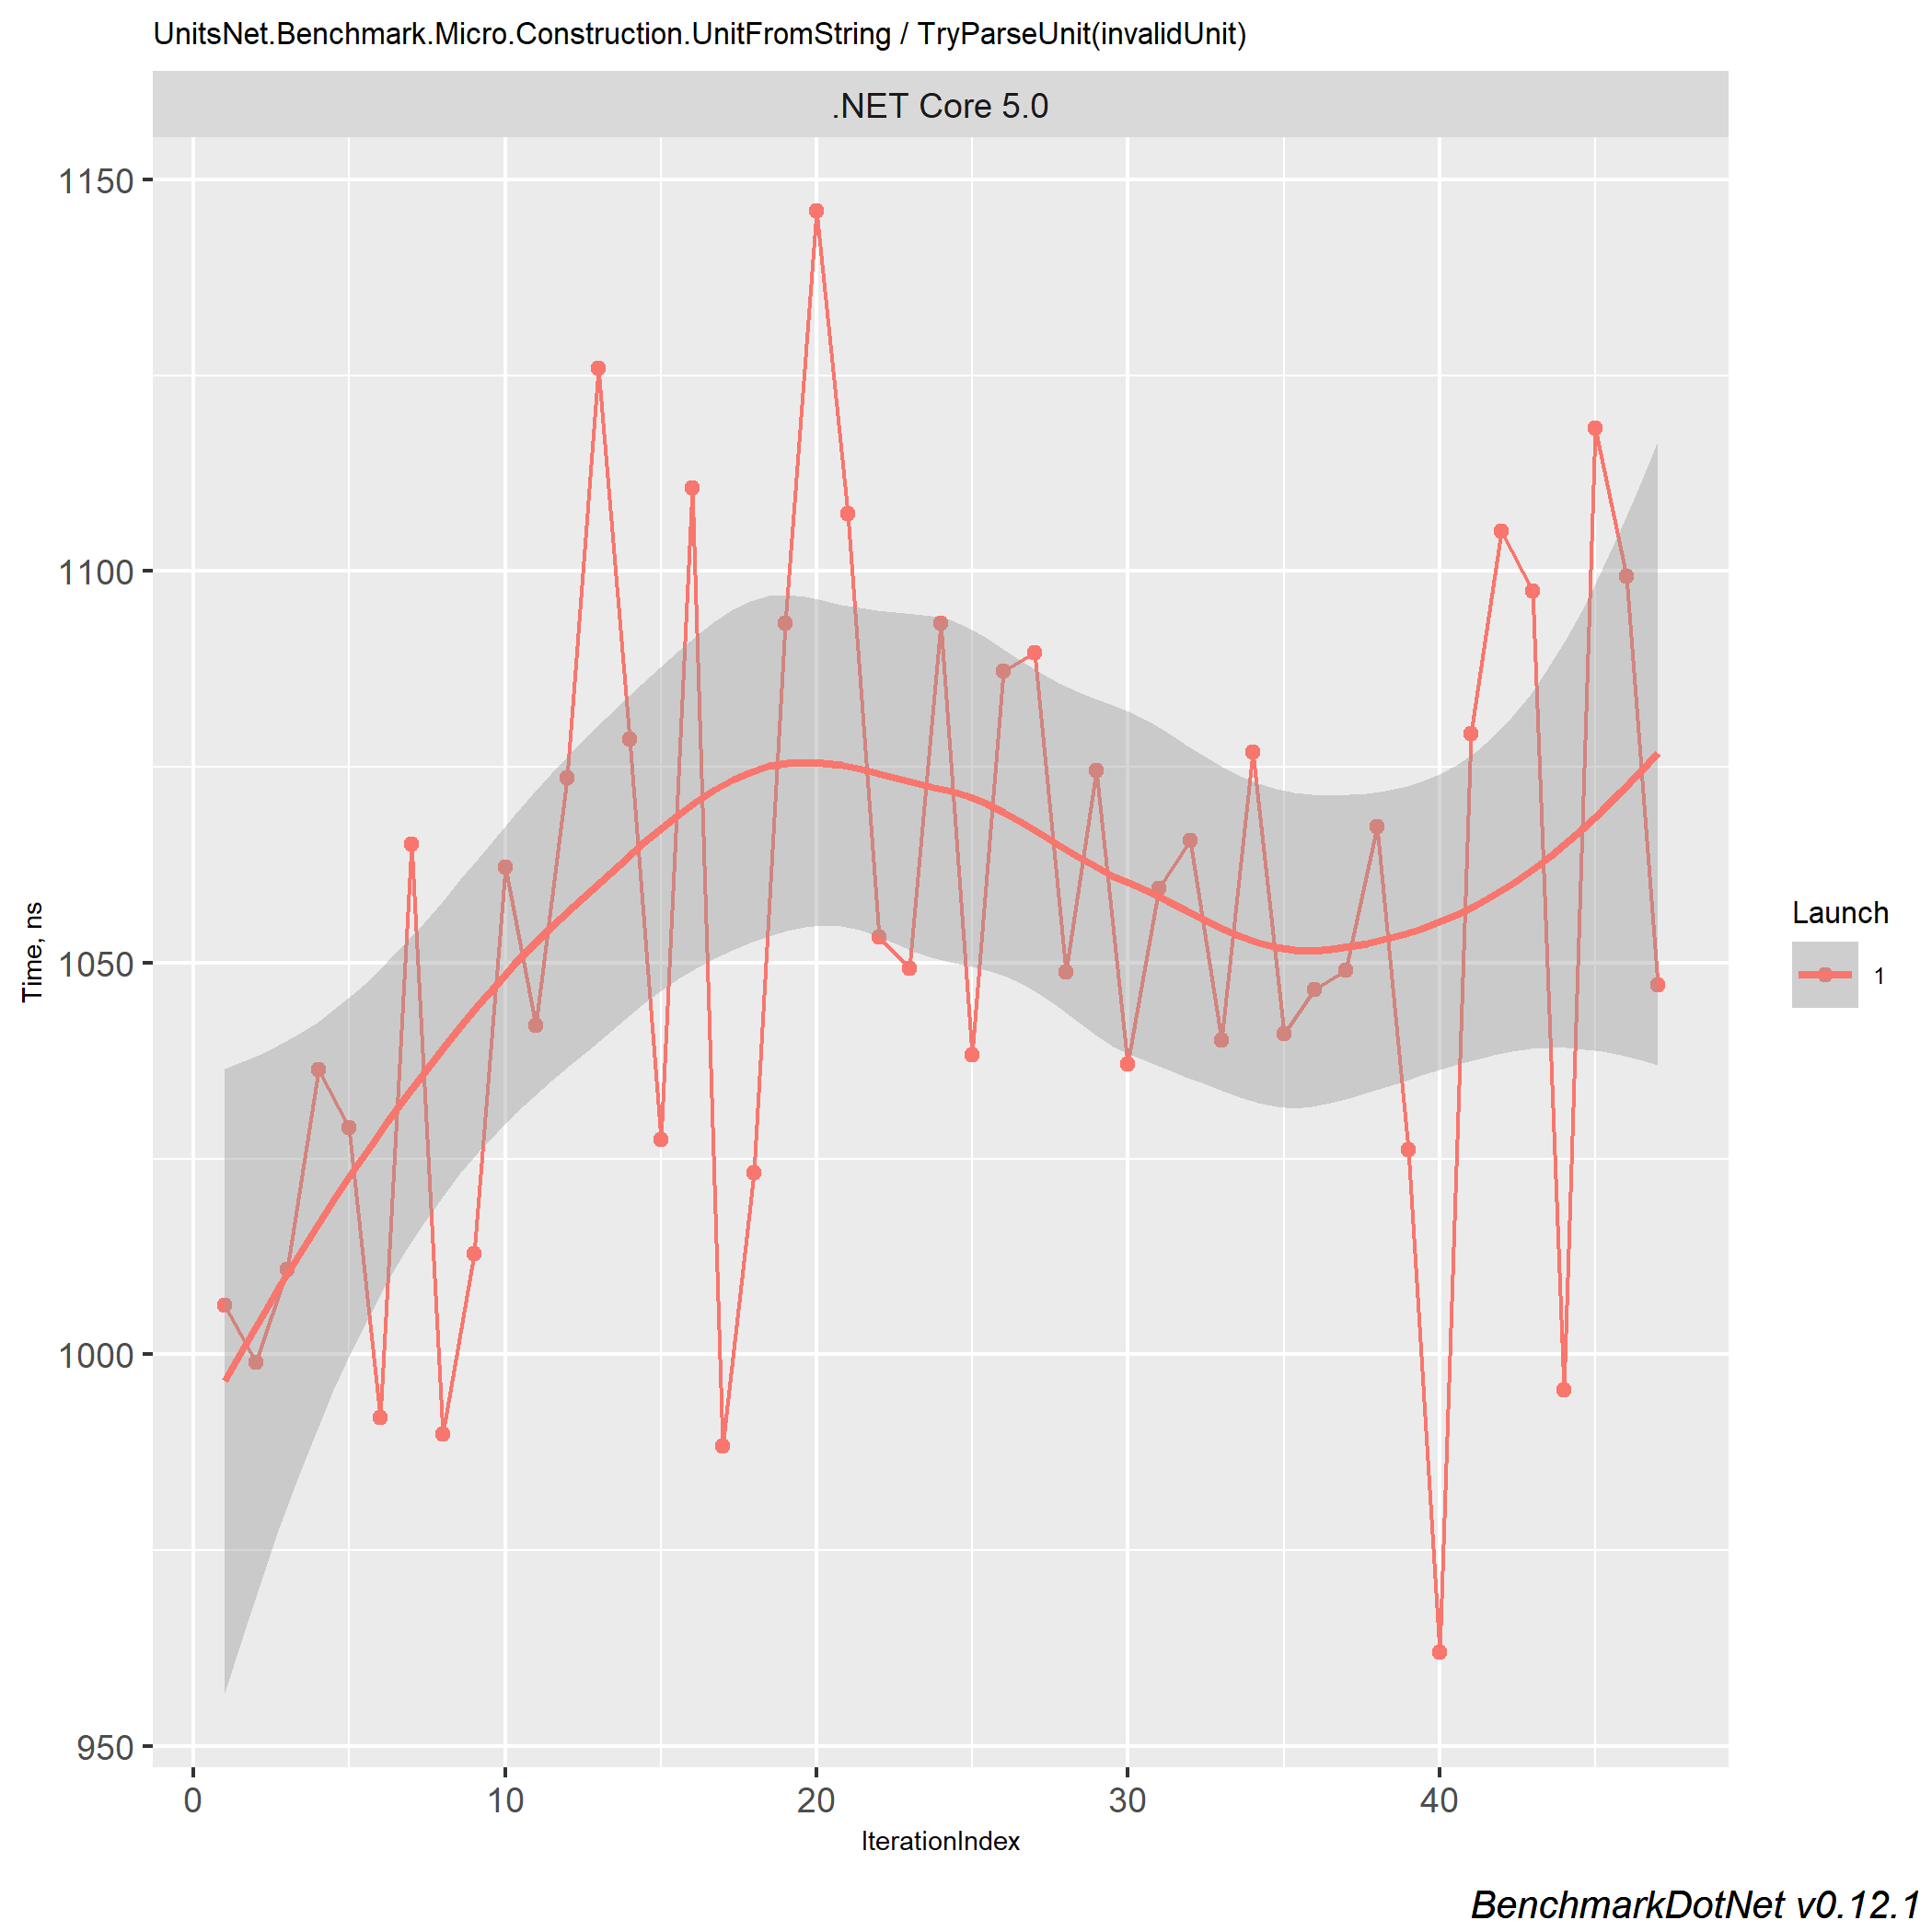 UnitsNet.Benchmark.Micro.Construction.UnitFromString / TryParseUnit(invalidUnit)
.NET Core 5.0
1150
1100
1050
1000
950
Time, ns
0 10 20 30 40
IterationIndex
Launch
1
BenchmarkDotNet v0.12.1